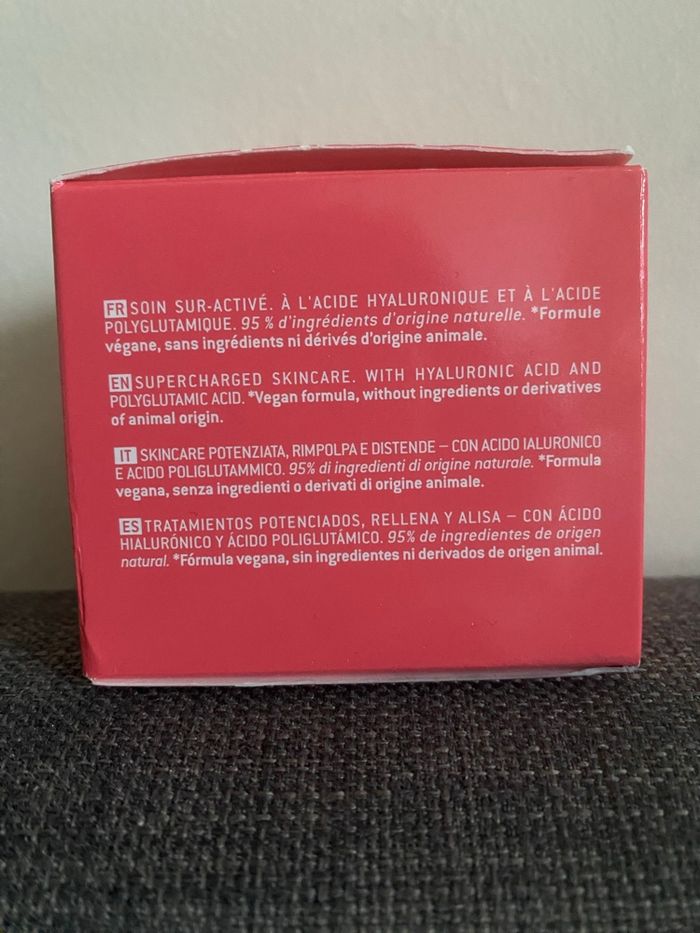 FR SOIN SUR-ACTIVÉ. À L'ACIDE HYALURONIQUE ET À L'ACIDE
POLYGLUTAMIQUE. 95 % d'ingrédients d'origine naturelle. *Formule
végane, sans ingrédients ni dérivés d'origine animale.
EN SUPERCHARGED SKINCARE. WITH HYALURONIC ACID AND
POLYGLUTAMIC ACID. *Vegan formula, without ingredients or derivatives
of animal origin.
IT SKINCARE POTENZIATA, RIMPOLPA E DISTENDE – CON ACIDO IALURONICO
E ACIDO POLIGLUTAMMICO. 95% di ingredienti di origine naturale. *Formula
vegana, senza ingredienti o derivati di origine animale.
ES TRATAMIENTOS POTENCIADOS, RELLENA Y ALISA – CON ÁCIDO
HIALURÓNICO Y ÁCIDO POLIGLUTÁMICO. 95% de ingredientes de origen
natural. *Fórmula vegana, sin ingredientes ni derivados de origen animal.